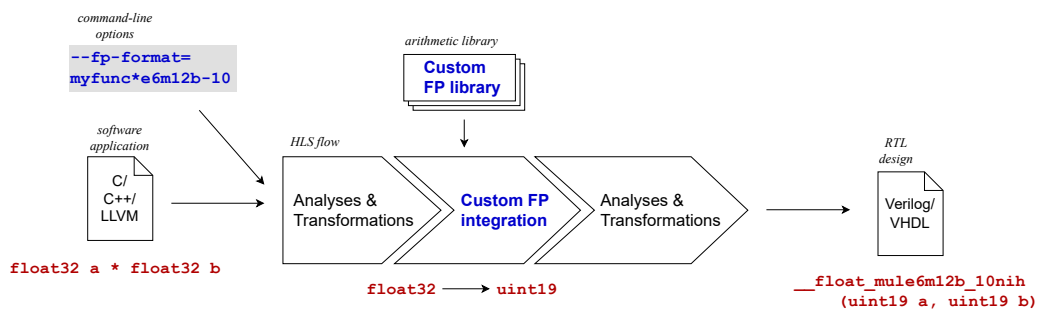 command-line
options
--fp-format=
myfunc*e6m12b-10
software
application
C/
C++/
LLVM
float32 a * float32 b
arithmetic library
Custom
FP library
HLS flow
Analyses &
Transformations
Custom FP
integration
Analyses &
Transformations
float32 uint19
RTL
design
Verilog/
VHDL
__float_mule6m12b_10nih
(uint19 a, uint19 b)